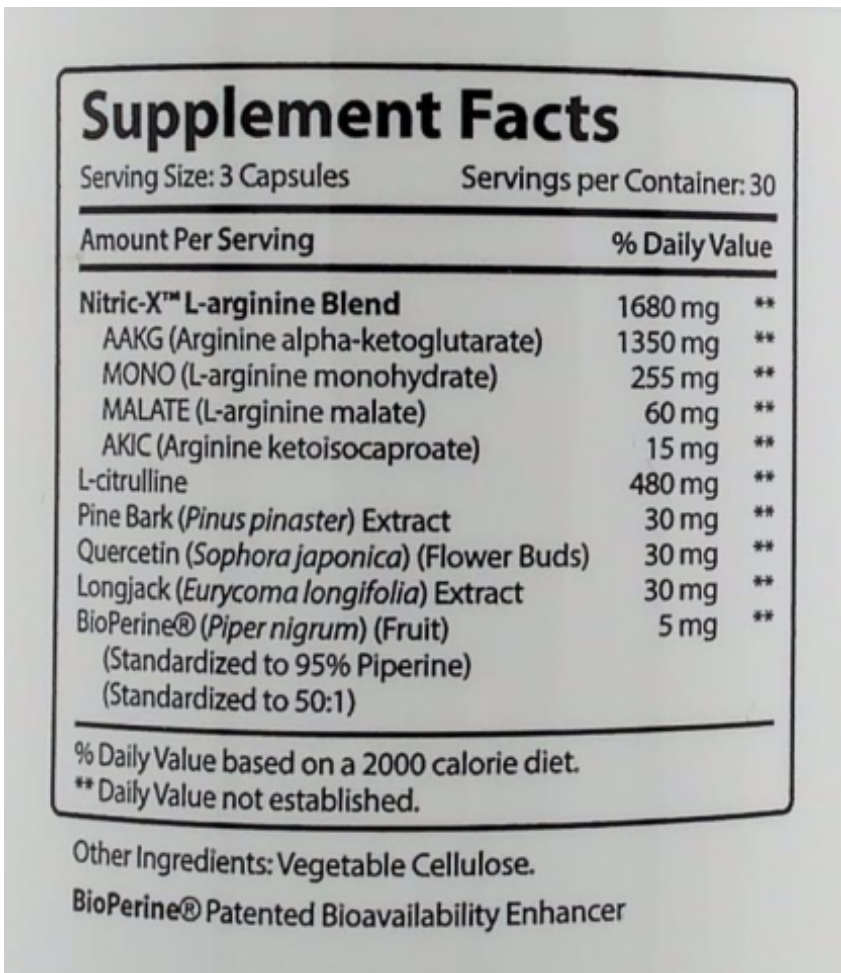 Supplement Facts
Serving Size: 3 Capsules Servings per Container: 30
Amount Per Serving % Daily Value
Nitric-X™ L-arginine Blend 1680 mg **
AAKG (Arginine alpha-ketoglutarate) 1350 mg **
MONO (L-arginine monohydrate) 255 mg **
MALATE (L-arginine malate) 60 mg **
AKIC (Arginine ketoisocaproate) 15 mg **
L-citrulline 480 mg **
Pine Bark (Pinus pinaster) Extract 30 mg **
Quercetin (Sophora japonica) (Flower Buds) 30 mg **
Longjack (Eurycoma longifolia) Extract 30 mg **
BioPerine® (Piper nigrum) (Fruit) 5 mg **
(Standardized to 95% Piperine)
(Standardized to 50:1)
% Daily Value based on a 2000 calorie diet.
** Daily Value not established.
Other Ingredients: Vegetable Cellulose.
BioPerine® Patented Bioavailability Enhancer